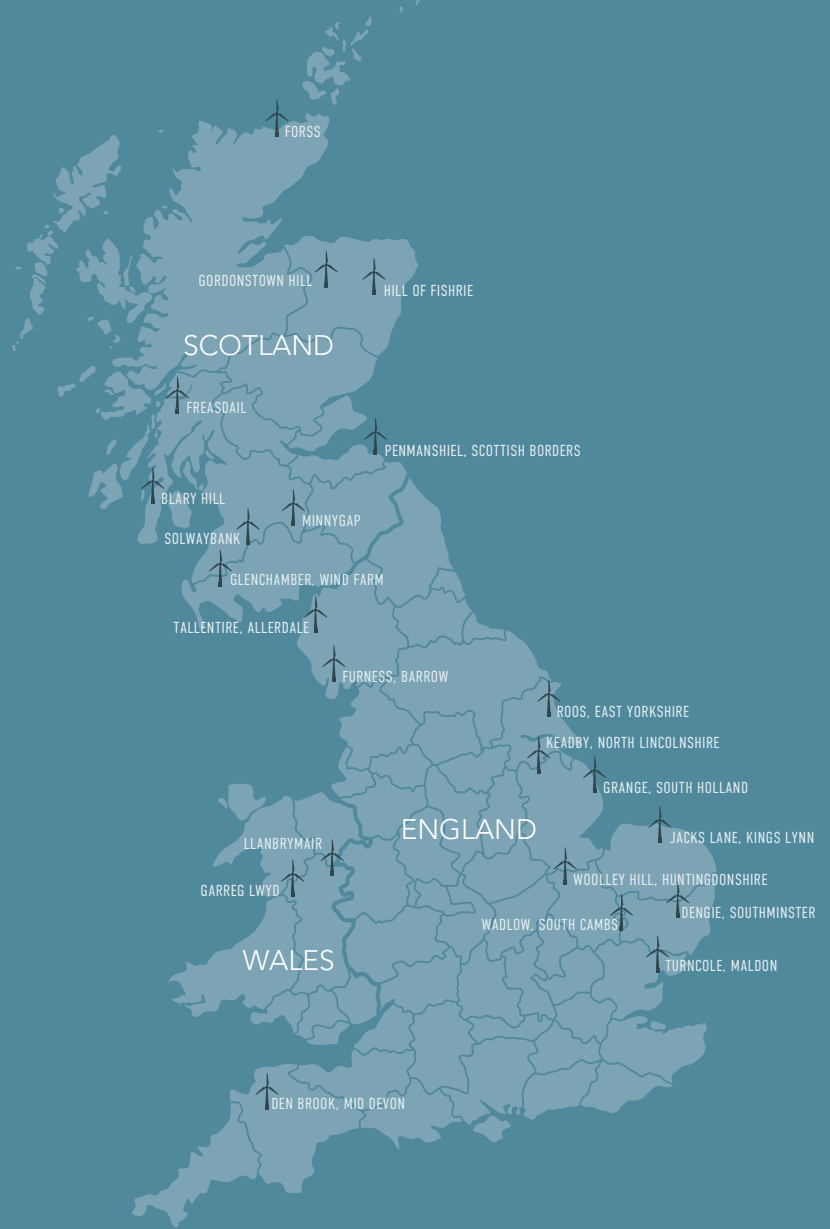 FORSS
GORDONSTOWN HILL
HILL OF FISHRIE
SCOTLAND
FREASDAIL
PENMANSHIEL, SCOTTISH BORDERS
BLARY HILL
MINNYGAP
SOLWAYBANK
GLENCHAMBER, WIND FARM
TALLENTIRE, ALLERDALE
FURNESS, BARROW
ROOS, EAST YORKSHIRE
KEADBY, NORTH LINCOLNSHIRE
GRANGE, SOUTH HOLLAND
ENGLAND
JACKS LANE, KINGS LYNN
LLANBRYMAIR
WOOLLEY HILL, HUNTINGDONSHIRE
GARREG LWYD
DENGIE, SOUTHMINSTER
WADLOW, SOUTH CAMBS
WALES
TURNCOLE, MALDON
DEN BROOK, MID DEVON